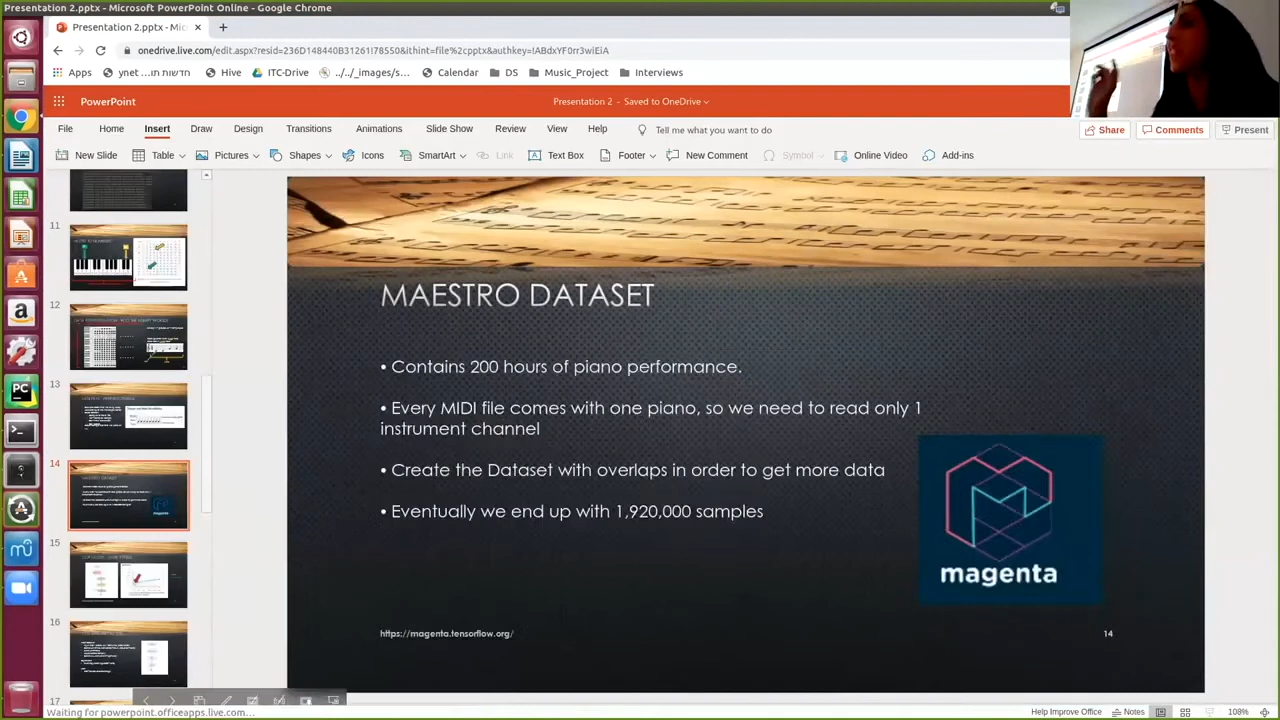 Presentation 2.pptx - Microsoft PowerPoint Online - Google Chrome
Presentation 2.pptx - Mic
onedrive.live.com/edit.aspx?resid=236D148440B31261!78550&ithint=file%2cpptx&authkey=!ABdxYF0rr3wiEiA
Apps ynet חדשות תו... Hive ITC-Drive ../../_images/s... Calendar DS Music_Project Interviews
PowerPoint Presentation 2 - Saved to OneDrive
File Home Insert Draw Design Transitions Animations Slide Show Review View Help Tell me what you want to do Share Comments Present
New Slide Table Pictures Shapes Icons SmartArt Link Text Box Footer New Comment Symbol Online Video Add-ins
11
12
13
14
15
16
17
MAESTRO DATASET
• Contains 200 hours of piano performance.
• Every MIDI file created with one piano, so we need to read only 1
instrument channel
• Create the Dataset with overlaps in order to get more data
• Eventually we end up with 1,920,000 samples
magenta
https://magenta.tensorflow.org/
14
Waiting for powerpoint.officeapps.live.com...
Help Improve Office Notes 108%